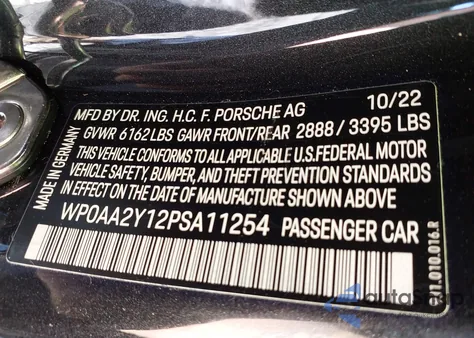 MFD BY DR. ING. H.C. F. PORSCHE AG 10/22
GVWR 6162 LBS GAWR FRONT/REAR 2888 / 3395 LBS
THIS VEHICLE CONFORMS TO ALL APPLICABLE U.S. FEDERAL MOTOR
VEHICLE SAFETY, BUMPER, AND THEFT PREVENTION STANDARDS
IN EFFECT ON THE DATE OF MANUFACTURE SHOWN ABOVE
WP0AA2Y12PSA11254 PASSENGER CAR
MADE IN GERMANY